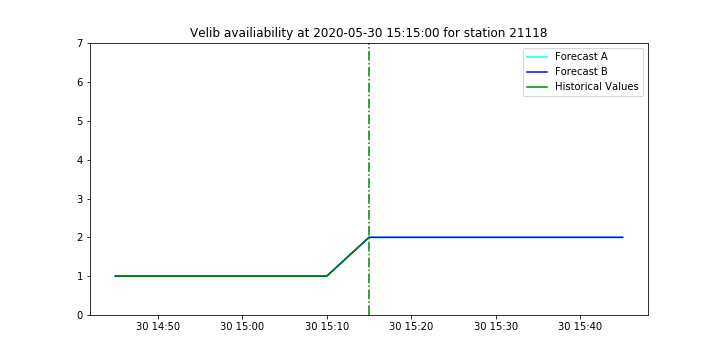 Velib availiability at 2020-05-30 15:15:00 for station 21118
7
6
5
4
3
2
1
0
Forecast A
Forecast B
Historical Values
30 14:50 30 15:00 30 15:10 30 15:20 30 15:30 30 15:40